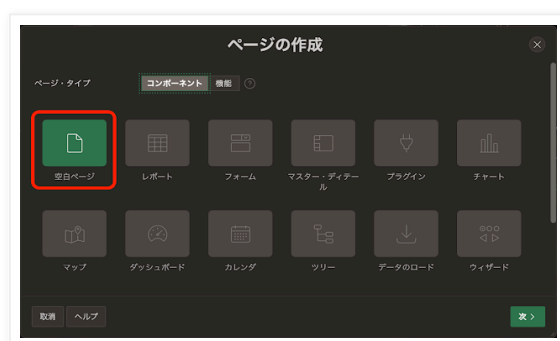 ページの作成
ページ・タイプ
コンポーネント 機能
空白ページ レポート フォーム マスター・ディテー
ル プラグイン チャート
マップ ダッシュボード カレンダ ツリー データのロード ウィザード
取消 ヘルプ 次